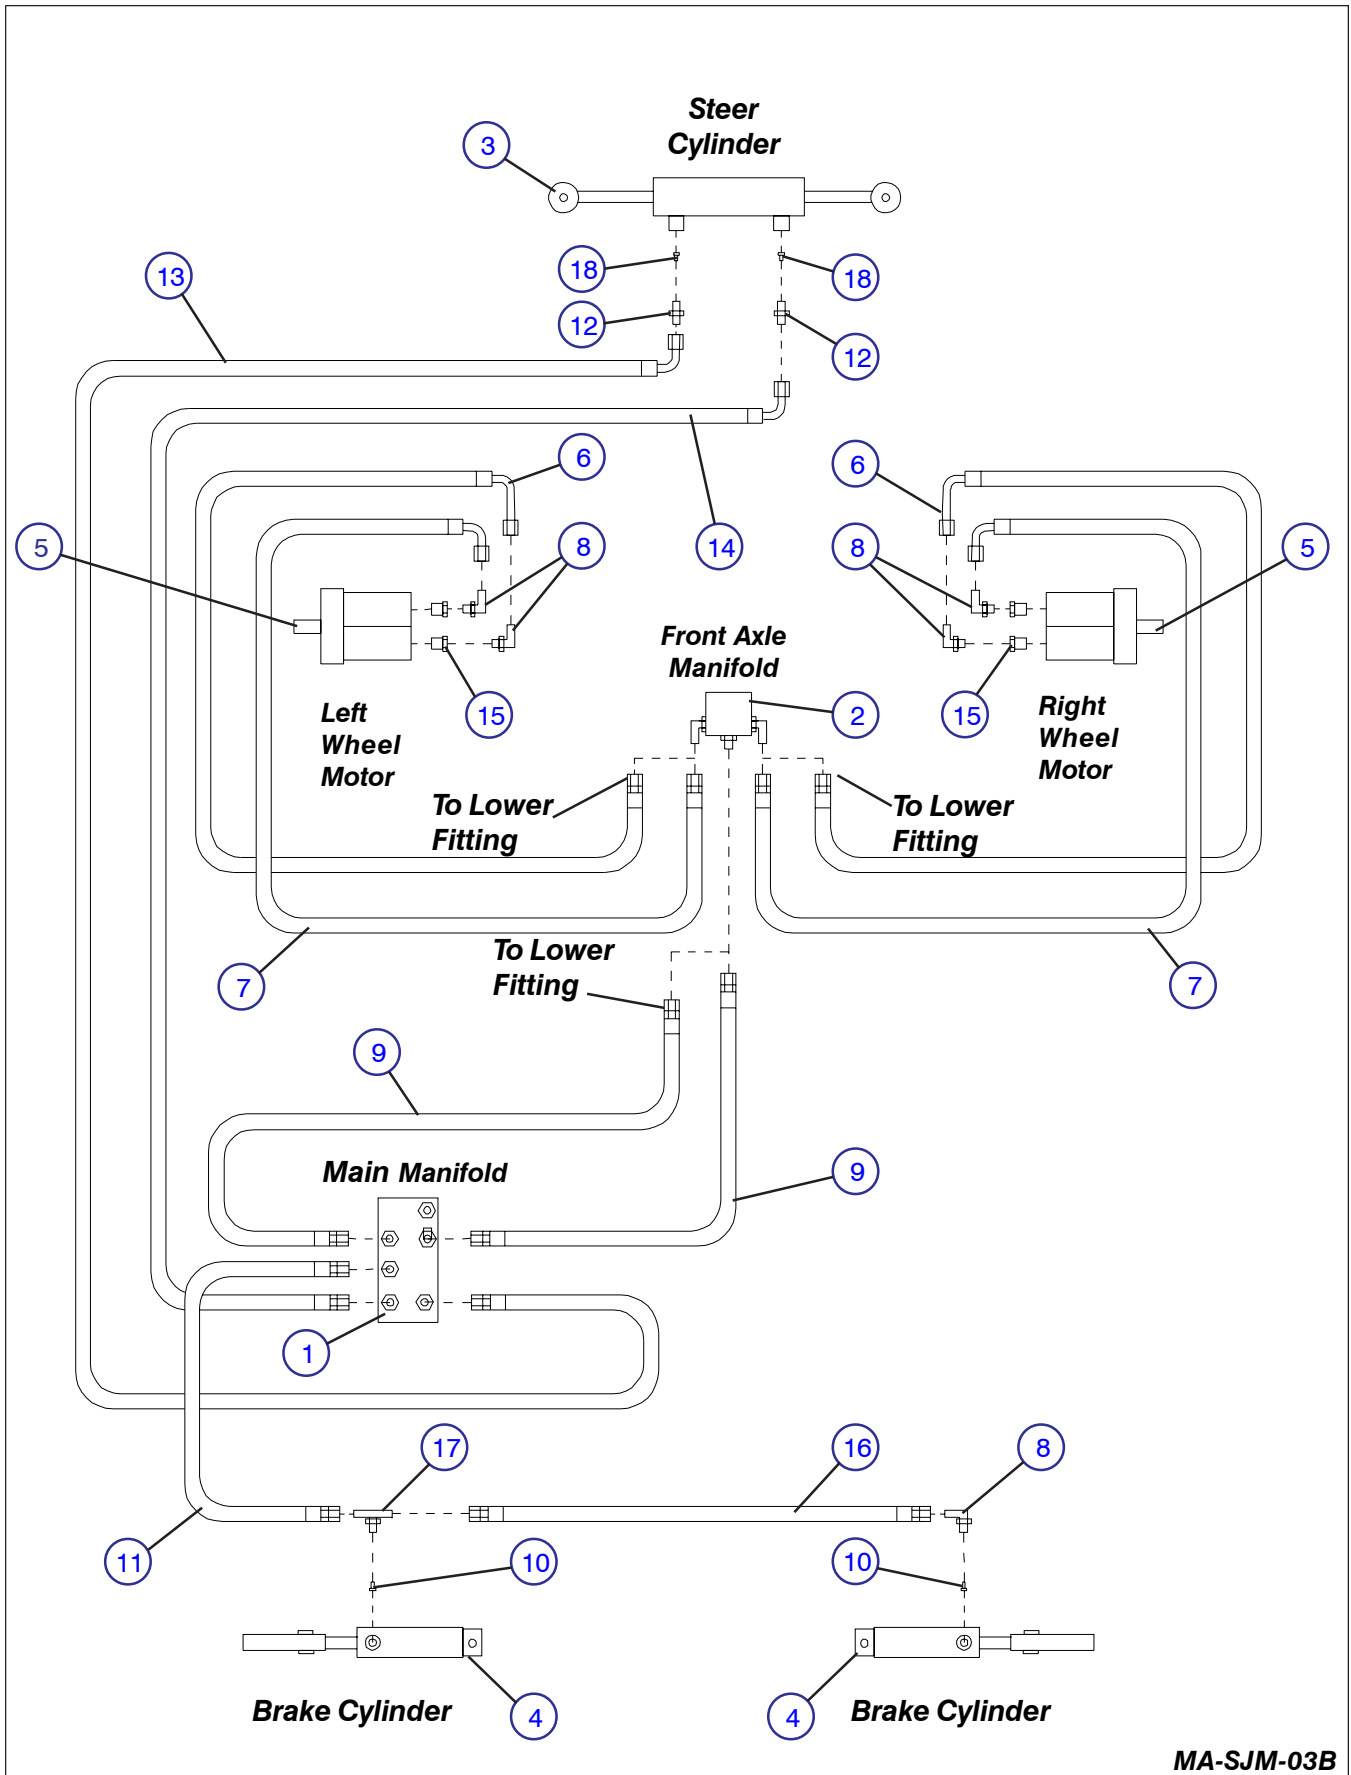 Steer
Cylinder
3
13
18
18
12
12
6
6
5
8
14
8
5
Front Axle
Manifold
15
2
15
Left
Wheel
Motor
Right
Wheel
Motor
To Lower
Fitting
To Lower
Fitting
To Lower
Fitting
7
7
9
Main Manifold
9
1
17
16
8
11
10
10
Brake Cylinder
4
4
Brake Cylinder
MA-SJM-03B